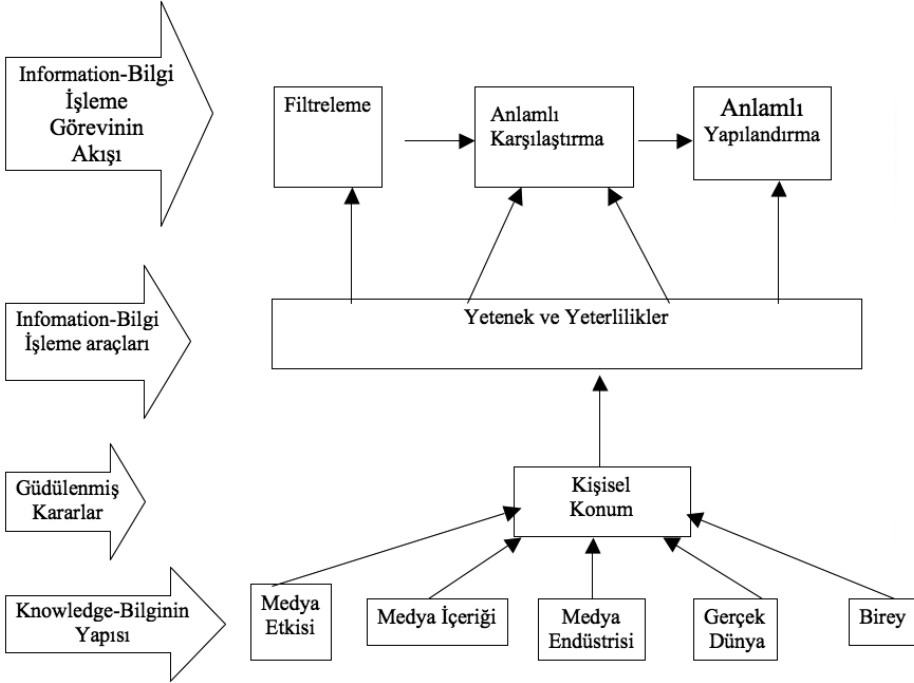 Information-Bilgi
İşleme
Görevinin
Akışı
Filtreleme
Anlamlı
Karşılaştırma
Anlamlı
Yapılandırma
Infomation-Bilgi
İşleme araçları
Yetenek ve Yeterlilikler
Güdülenmiş
Kararlar
Kişisel
Konum
Knowledge-Bilginin
Yapısı
Medya
Etkisi
Medya İçeriği
Medya
Endüstrisi
Gerçek
Dünya
Birey